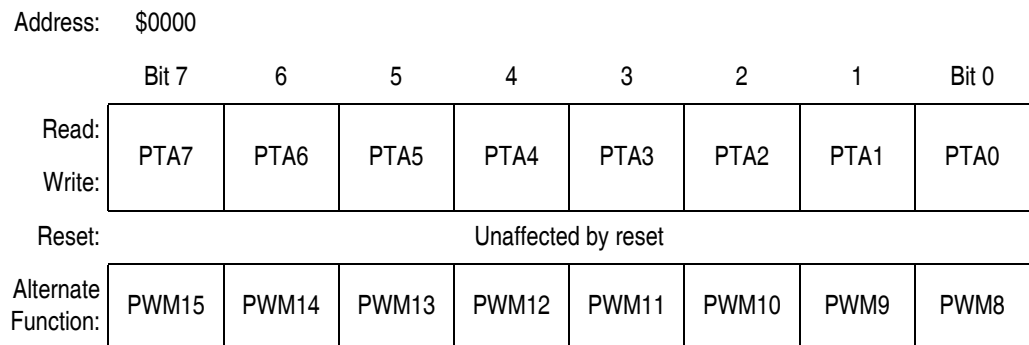 Address: $0000
Bit 7 6 5 4 3 2 1 Bit 0
Read:
PTA7 PTA6 PTA5 PTA4 PTA3 PTA2 PTA1 PTA0
Write:
Reset: Unaffected by reset
Alternate
Function: PWM15 PWM14 PWM13 PWM12 PWM11 PWM10 PWM9 PWM8